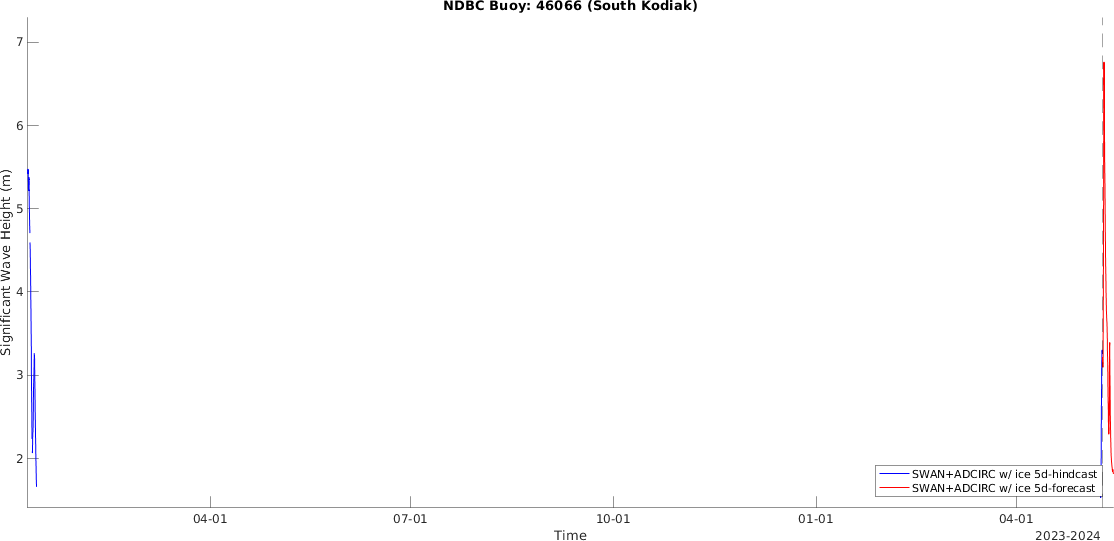 NDBC Buoy: 46066 (South Kodiak)
7
6
5
4
3
2
Significant Wave Height (m)
SWAN+ADCIRC w/ ice 5d-hindcast
SWAN+ADCIRC w/ ice 5d-forecast
04-01 07-01 10-01 01-01 04-01
Time
2023-2024